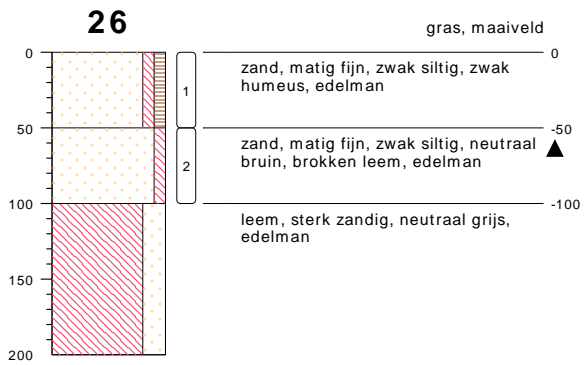 26
gras, maaiveld
0
0
zand, matig fijn, zwak siltig, zwak
humeus, edelman
1
50
-50
zand, matig fijn, zwak siltig, neutraal
bruin, brokken leem, edelman
2
100
-100
leem, sterk zandig, neutraal grijs,
edelman
150
200